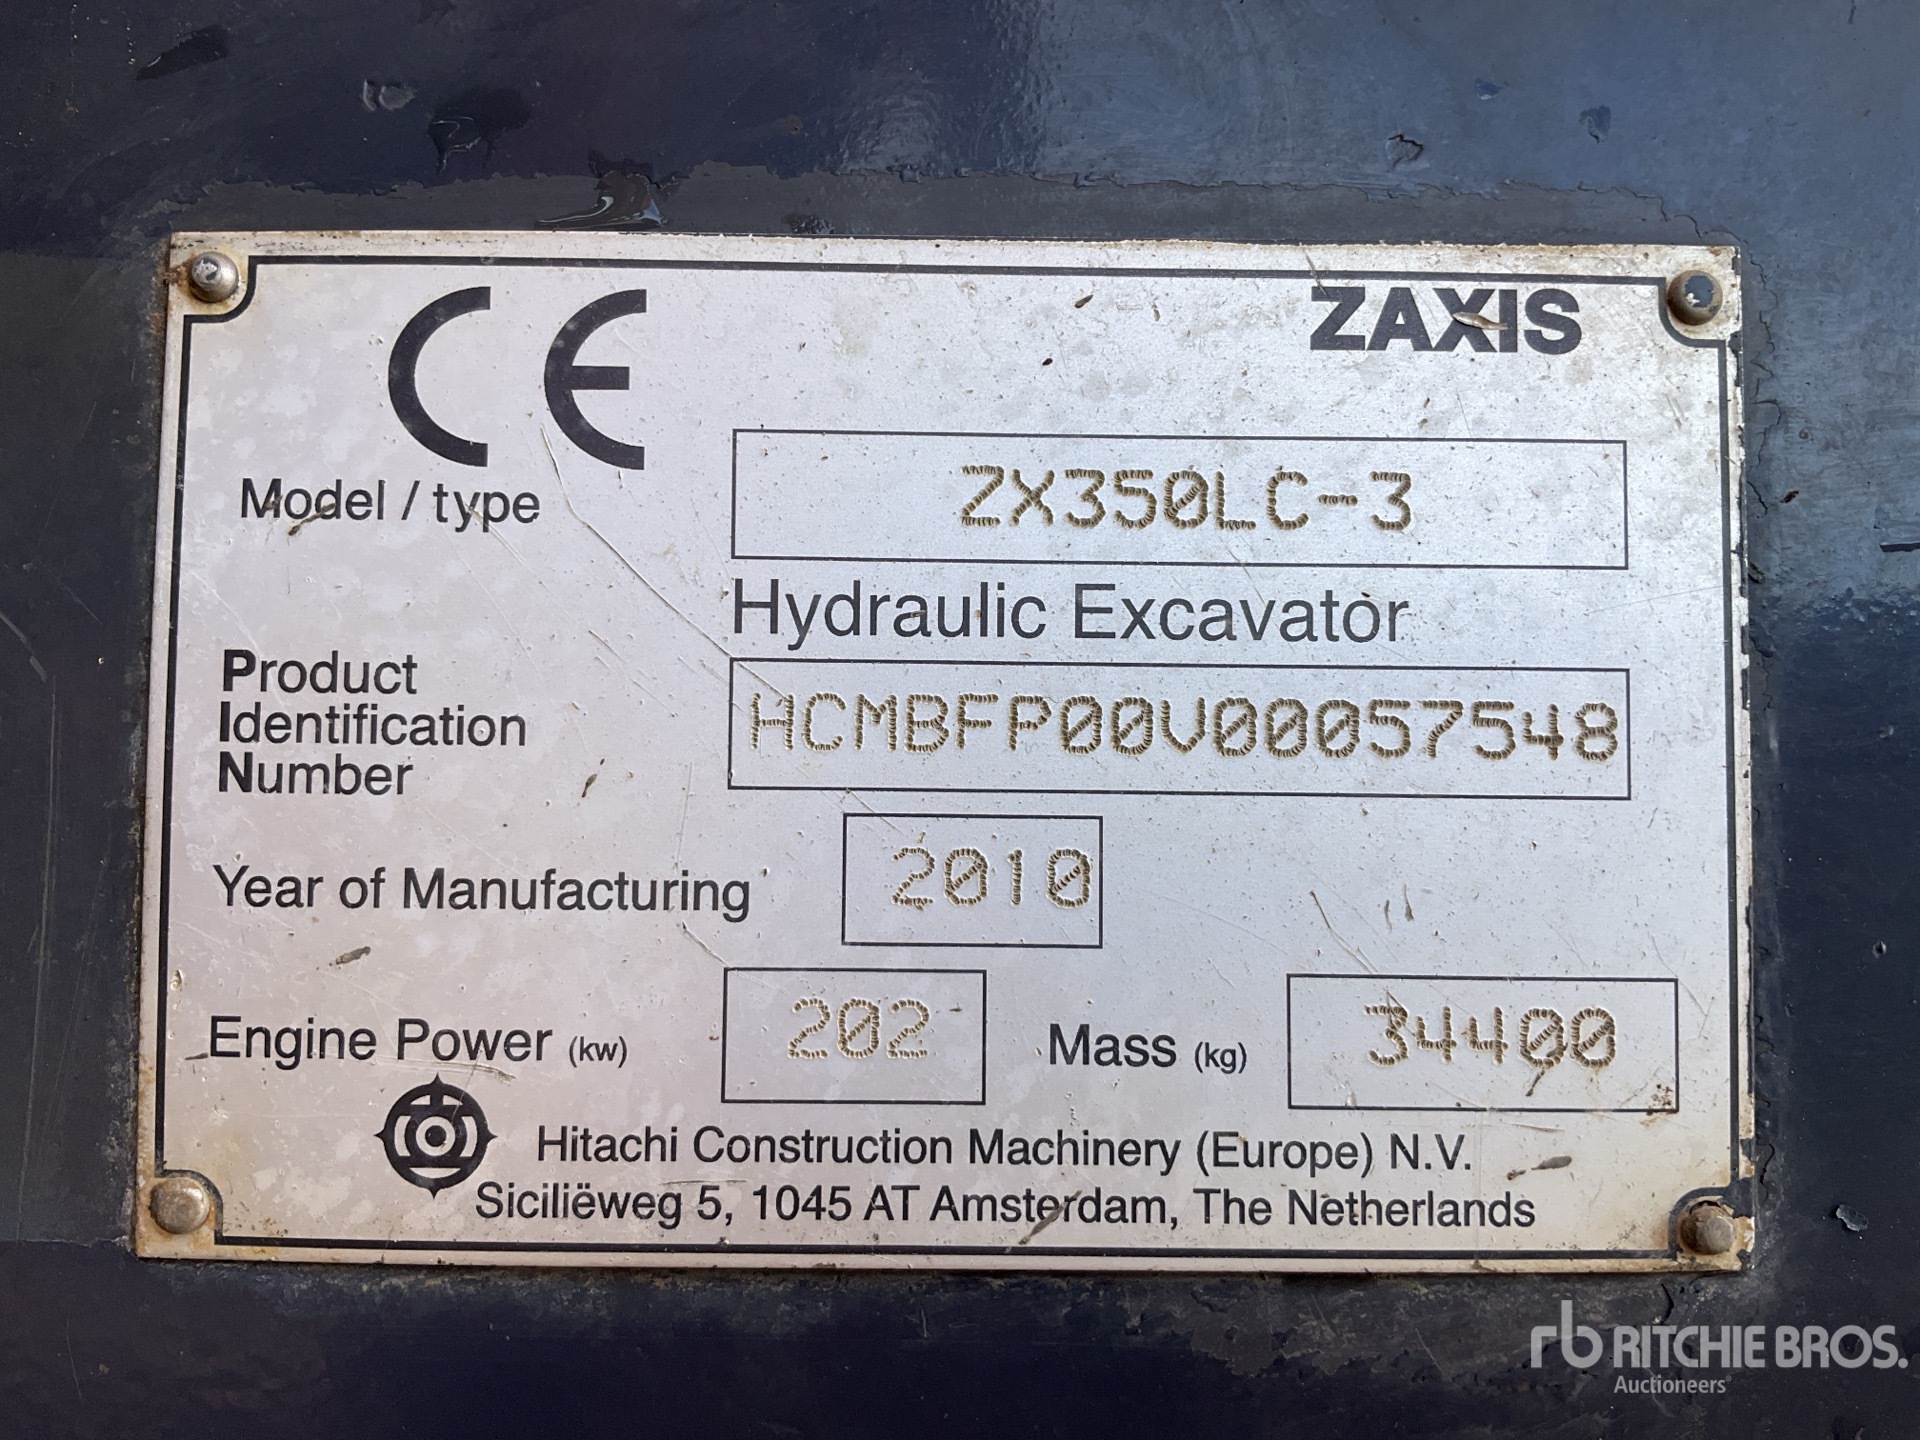 CE
ZAXIS
Model / type ZX350LC-3
Hydraulic Excavator
Product
Identification
Number
HCMBFP00V00057548
Year of Manufacturing 2010
Engine Power (kw) 202 Mass (kg) 34400
Hitachi Construction Machinery (Europe) N.V.
Siciliëweg 5, 1045 AT Amsterdam, The Netherlands
rb RITCHIE BROS.
Auctioneers